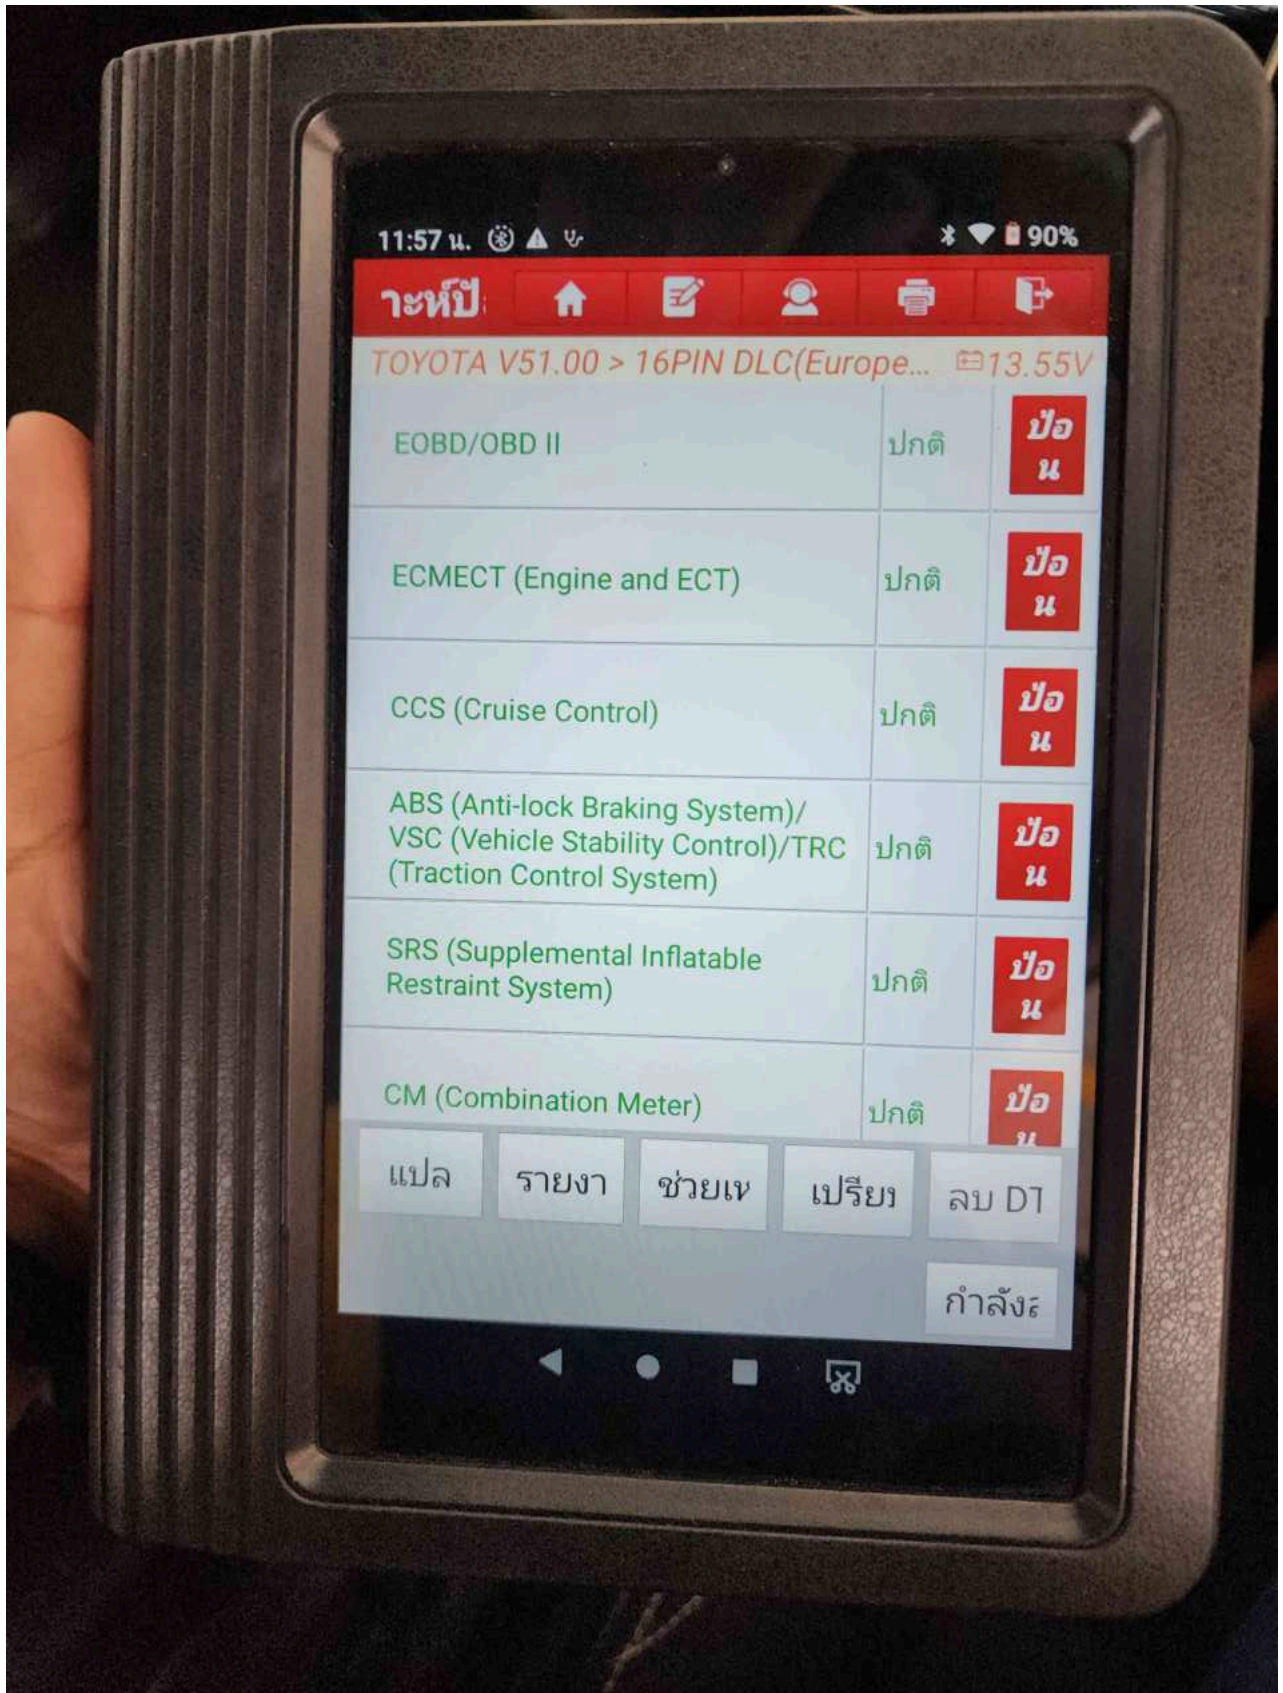 11:57 น.
90%
าะห์ปั
TOYOTA V51.00 > 16PIN DLC(Europe... 13.55V
EOBD/OBD II
ปกติ
ป้อ
น
ECMECT (Engine and ECT)
ปกติ
ป้อ
น
CCS (Cruise Control)
ปกติ
ป้อ
น
ABS (Anti-lock Braking System)/
VSC (Vehicle Stability Control)/TRC
(Traction Control System)
ปกติ
ป้อ
น
SRS (Supplemental Inflatable
Restraint System)
ปกติ
ป้อ
น
CM (Combination Meter)
ปกติ
ป้อ
น
แปล
รายงา
ช่วยเห
เปรียง
ลบ DT
กำลังส